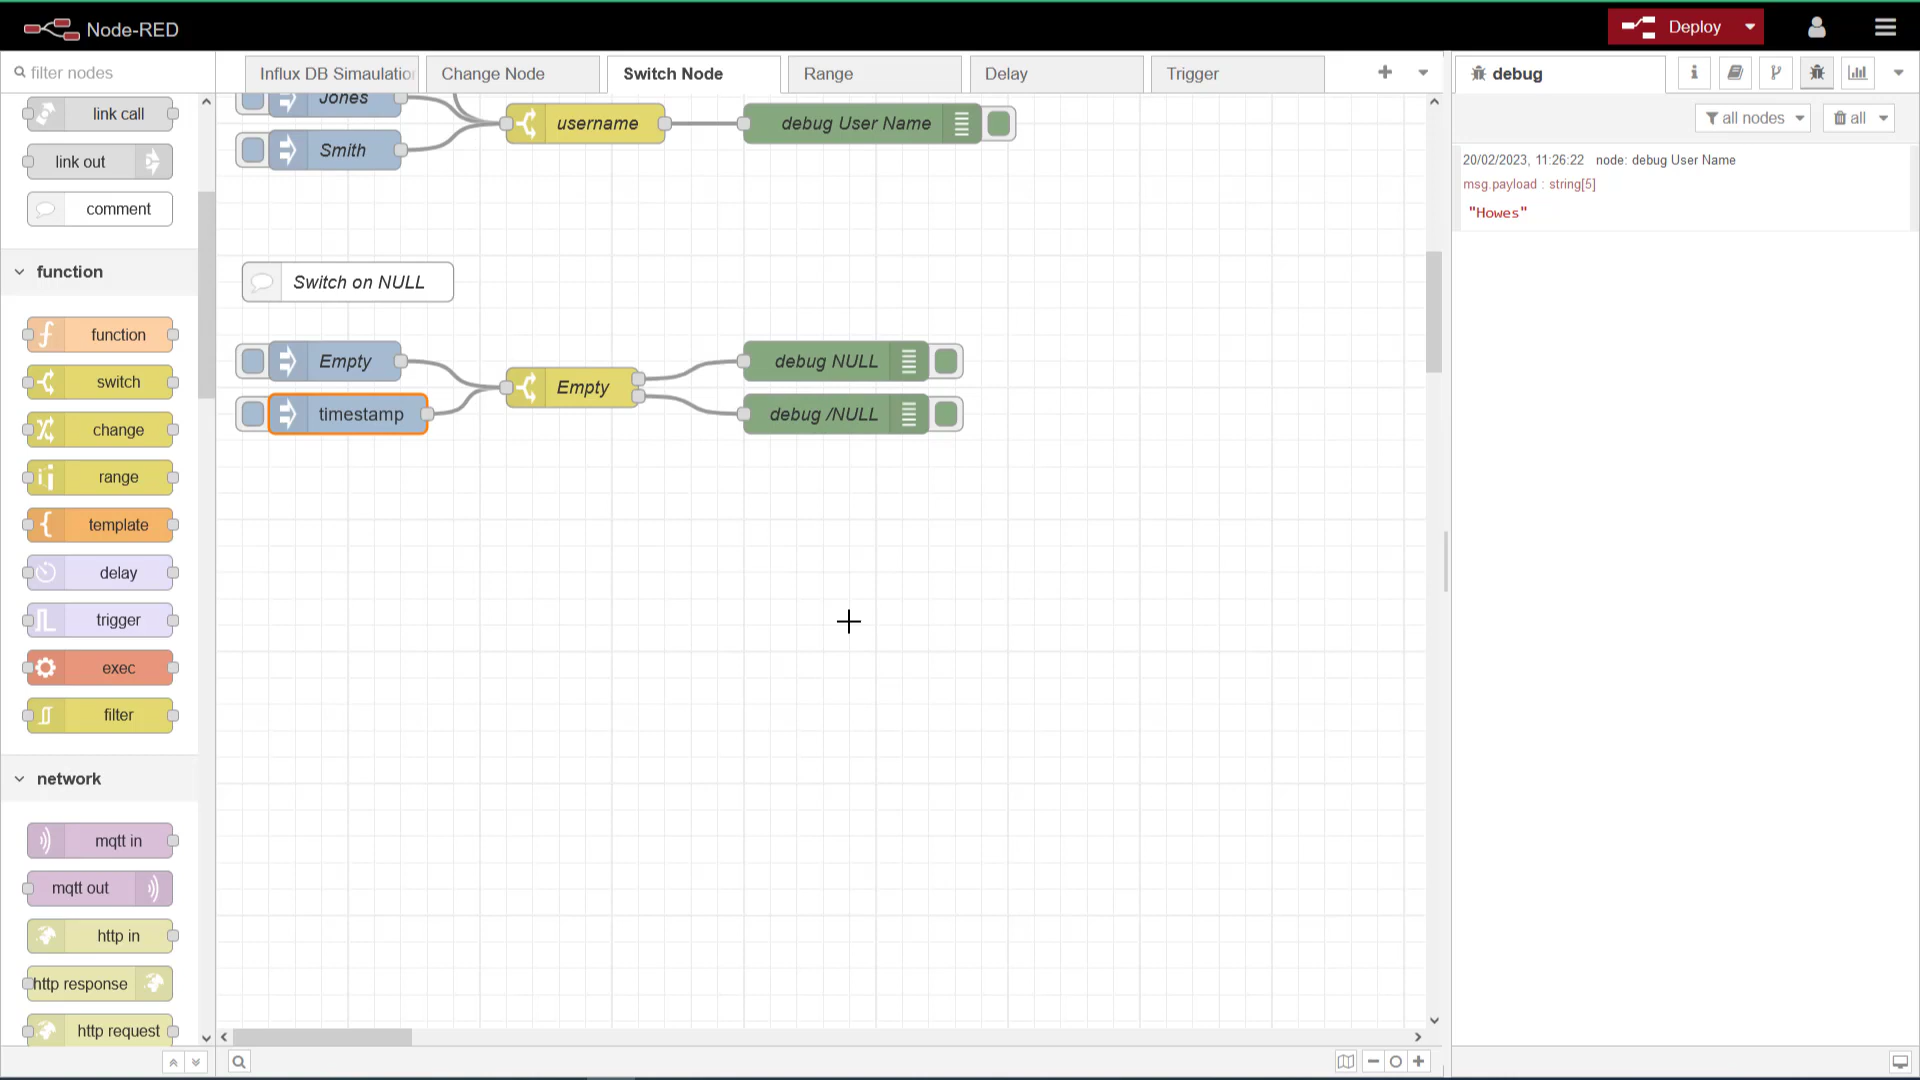 Node-RED
Deploy
filter nodes
Influx DB Simaulatio
Change Node
Switch Node
Range
Delay
Trigger
debug
all nodes
all
link call
link out
comment
function
function
switch
change
range
template
delay
trigger
exec
filter
network
mqtt in
mqtt out
http in
http response
http request
Jones
Smith
username
debug User Name
Switch on NULL
Empty
timestamp
Empty
debug NULL
debug /NULL
20/02/2023, 11:26:22 node: debug User Name
msg.payload : string[5]
"Howes"